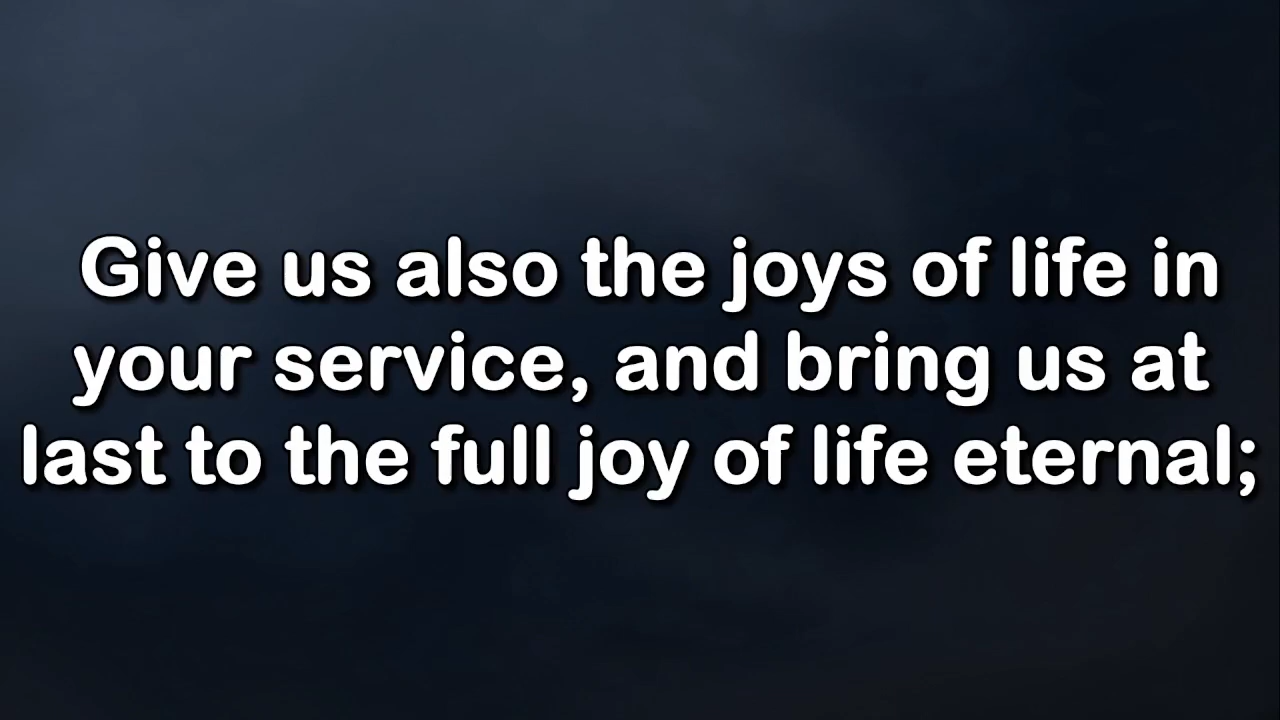 Give us also the joys of life in
your service, and bring us at
last to the full joy of life eternal;